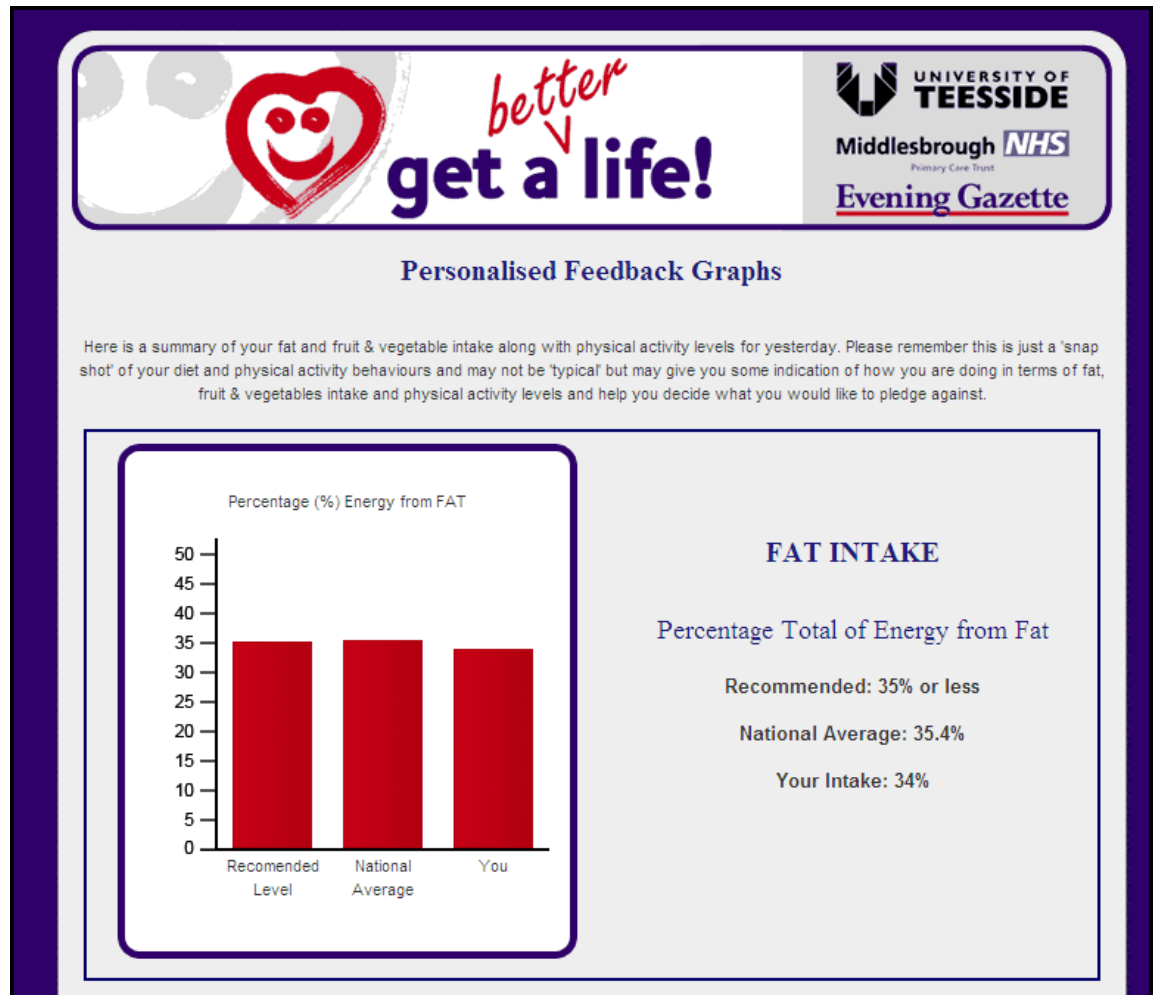 better
get a life!
UNIVERSITY OF
TEESSIDE
Middlesbrough NHS
Primary Care Trust
Evening Gazette
Personalised Feedback Graphs
Here is a summary of your fat and fruit & vegetable intake along with physical activity levels for yesterday. Please remember this is just a 'snap
shot' of your diet and physical activity behaviours and may not be 'typical' but may give you some indication of how you are doing in terms of fat,
fruit & vegetables intake and physical activity levels and help you decide what you would like to pledge against.
Percentage (%) Energy from FAT
50
45
40
35
30
25
20
15
10
5
0
Recomended
Level
National
Average
You
FAT INTAKE
Percentage Total of Energy from Fat
Recommended: 35% or less
National Average: 35.4%
Your Intake: 34%